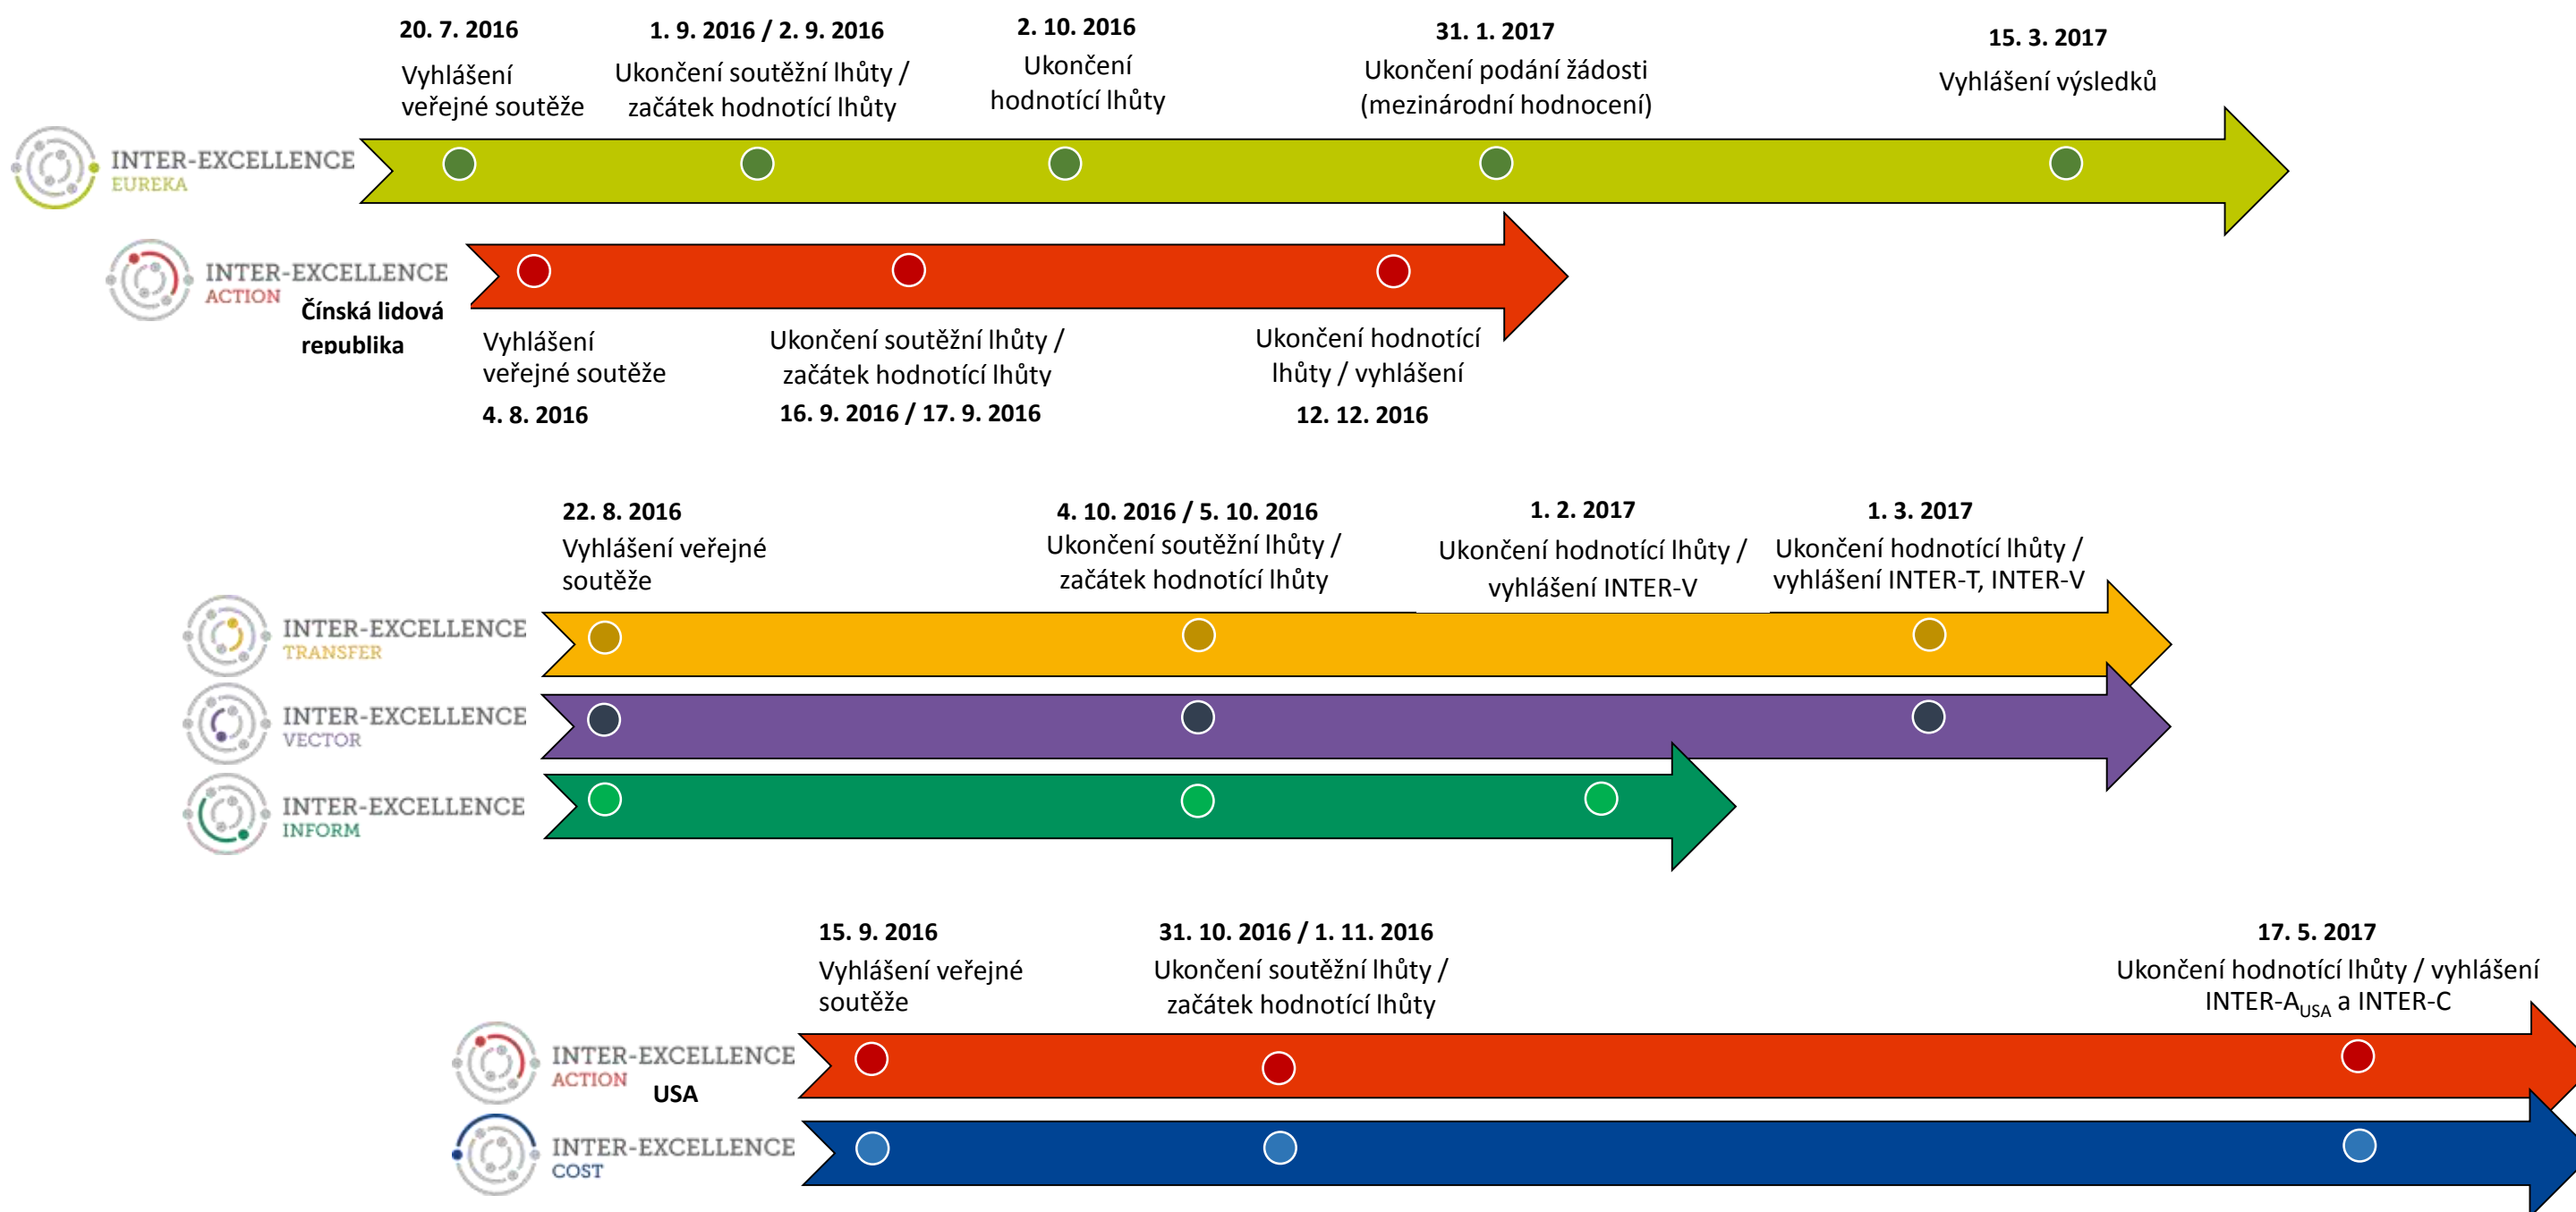 20. 7. 2016
Vyhlášení
veřejné soutěže
1. 9. 2016 / 2. 9. 2016
Ukončení soutěžní lhůty /
začátek hodnotící lhůty
2. 10. 2016
Ukončení
hodnotící lhůty
31. 1. 2017
Ukončení podání žádosti
(mezinárodní hodnocení)
15. 3. 2017
Vyhlášení výsledků
INTER-EXCELLENCE
EUREKA
INTER-EXCELLENCE
ACTION
Čínská lidová
republika
Vyhlášení
veřejné soutěže
4. 8. 2016
Ukončení soutěžní lhůty /
začátek hodnotící lhůty
16. 9. 2016 / 17. 9. 2016
Ukončení hodnotící
lhůty / vyhlášení
12. 12. 2016
22. 8. 2016
Vyhlášení veřejné
soutěže
4. 10. 2016 / 5. 10. 2016
Ukončení soutěžní lhůty /
začátek hodnotící lhůty
1. 2. 2017
Ukončení hodnotící lhůty /
vyhlášení INTER-V
1. 3. 2017
Ukončení hodnotící lhůty /
vyhlášení INTER-T, INTER-V
INTER-EXCELLENCE
TRANSFER
INTER-EXCELLENCE
VECTOR
INTER-EXCELLENCE
INFORM
15. 9. 2016
Vyhlášení veřejné
soutěže
31. 10. 2016 / 1. 11. 2016
Ukončení soutěžní lhůty /
začátek hodnotící lhůty
17. 5. 2017
Ukončení hodnotící lhůty / vyhlášení
INTER-AUSA a INTER-C
INTER-EXCELLENCE
ACTION
USA
INTER-EXCELLENCE
COST